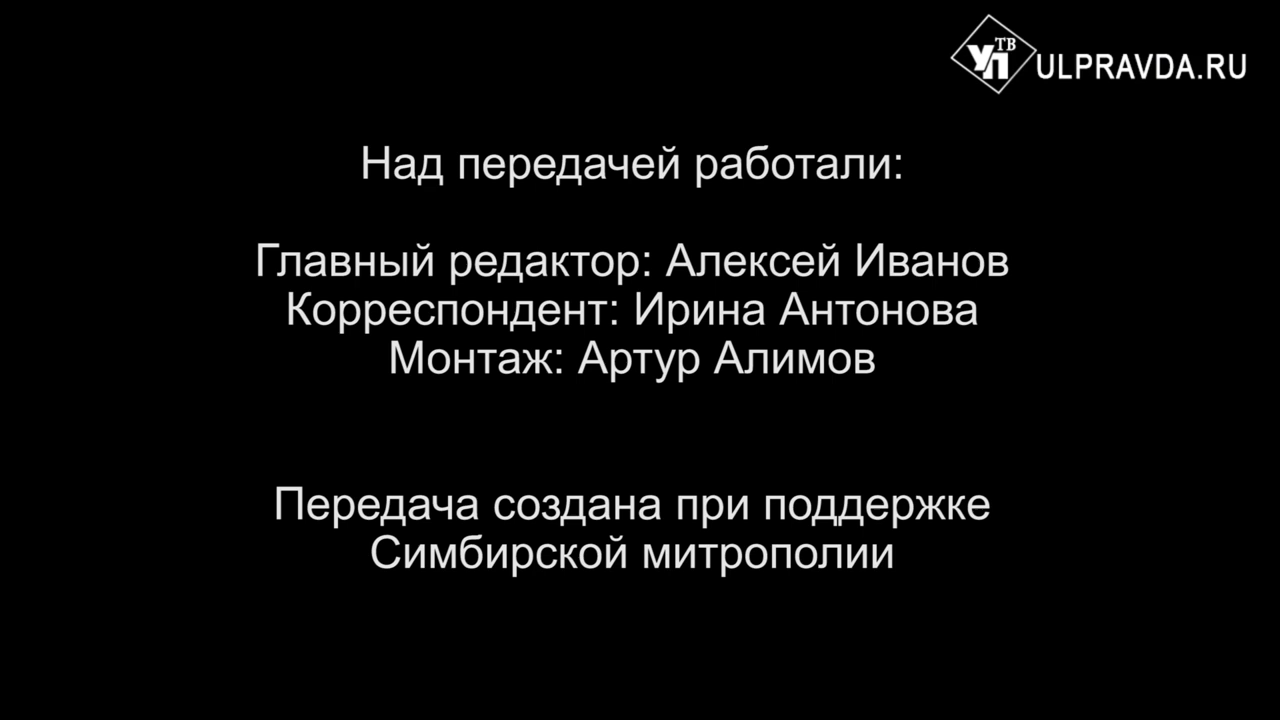 ТВ
УП
ULPRAVDA.RU
Над передачей работали:
Главный редактор: Алексей Иванов
Корреспондент: Ирина Антонова
Монтаж: Артур Алимов
Передача создана при поддержке
Симбирской митрополии